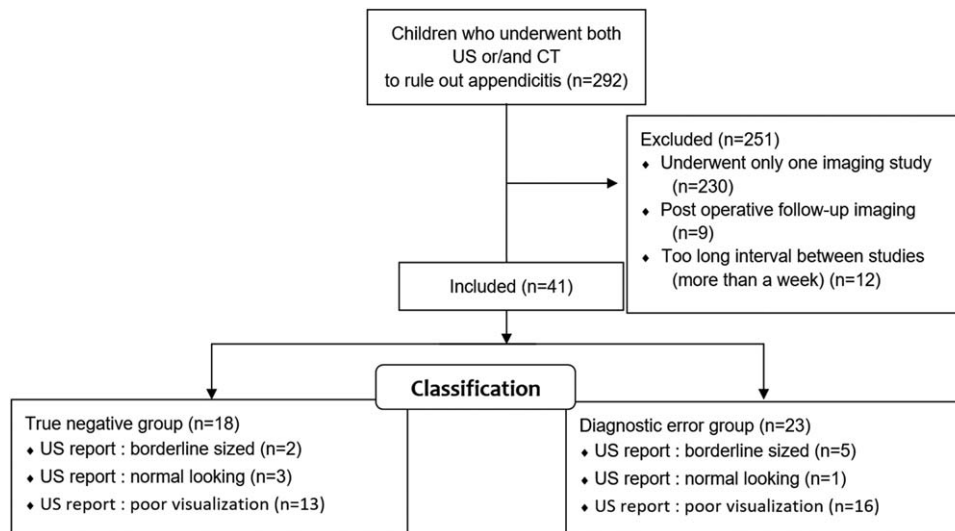 Children who underwent both
US or/and CT
to rule out appendicitis (n=292)
Excluded (n=251)
♦ Underwent only one imaging study
(n=230)
♦ Post operative follow-up imaging
(n=9)
♦ Too long interval between studies
(more than a week) (n=12)
Included (n=41)
Classification
True negative group (n=18)
♦ US report : borderline sized (n=2)
♦ US report : normal looking (n=3)
♦ US report : poor visualization (n=13)
Diagnostic error group (n=23)
♦ US report : borderline sized (n=5)
♦ US report : normal looking (n=1)
♦ US report : poor visualization (n=16)